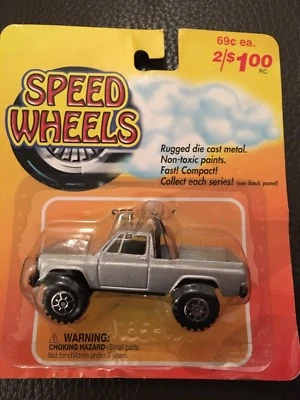 69¢ ea.
2/$1.00
RC
SPEED
WHEELS
Rugged die cast metal.
Non-toxic paints.
Fast! Compact!
Collect each series! (see back panel)
WARNING:
CHOKING HAZARD–Small parts.
Not for children under 3 years.